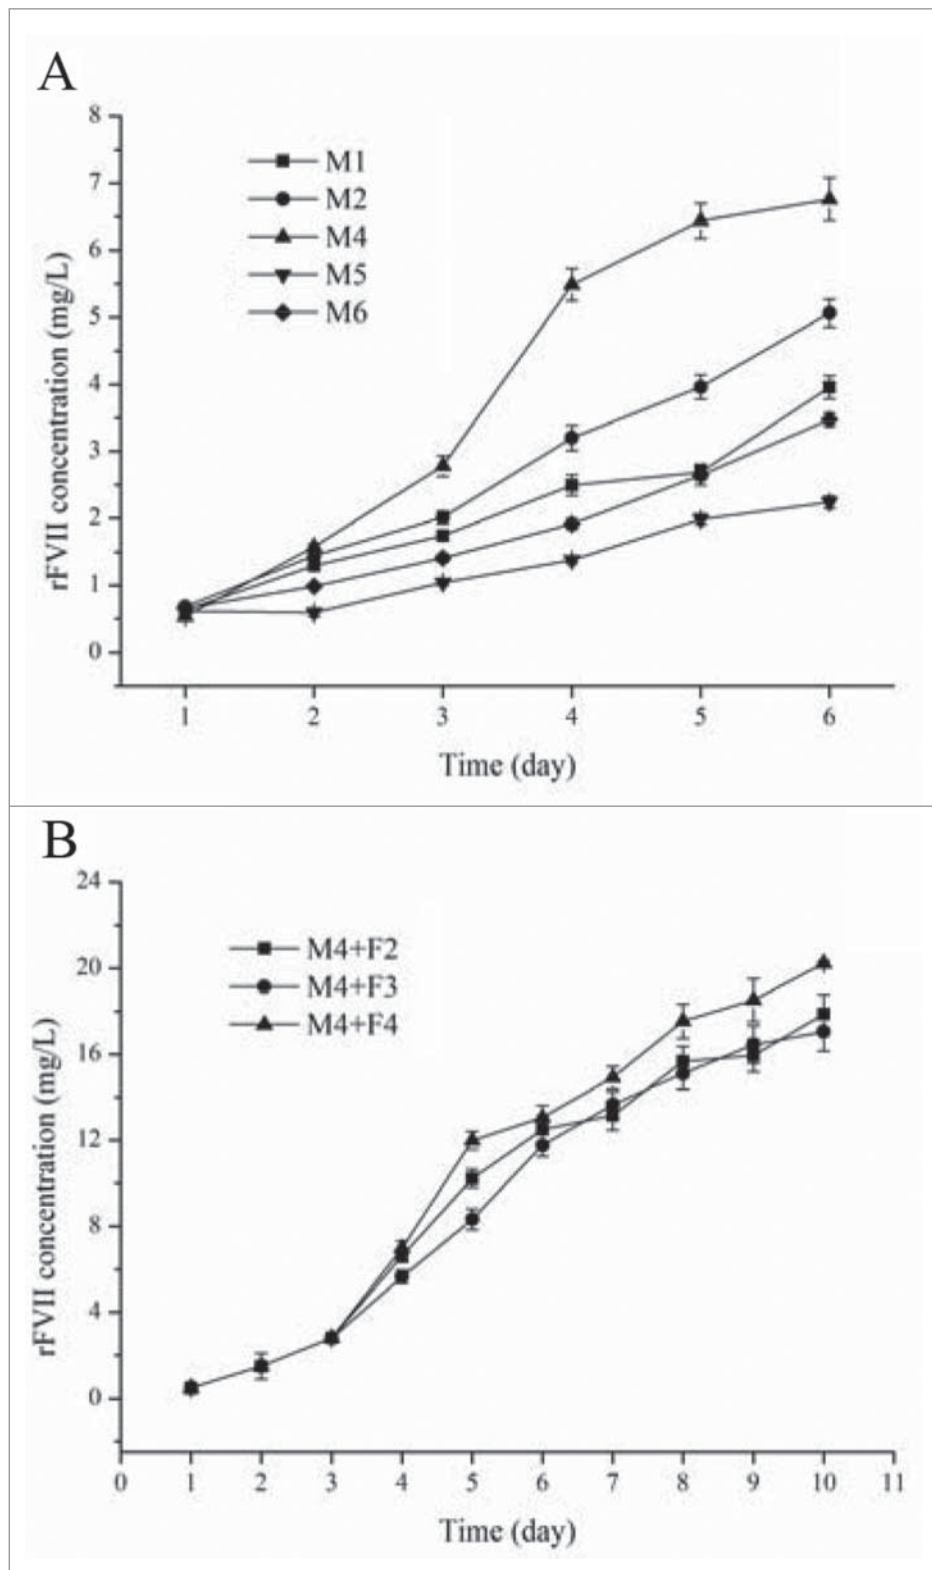 A
8
7
6
5
4
3
2
1
0
rFVII concentration (mg/L)
M1
M2
M4
M5
M6
1 2 3 4 5 6
Time (day)
B
24
20
16
12
8
4
0
rFVII concentration (mg/L)
M4+F2
M4+F3
M4+F4
0 1 2 3 4 5 6 7 8 9 10 11
Time (day)